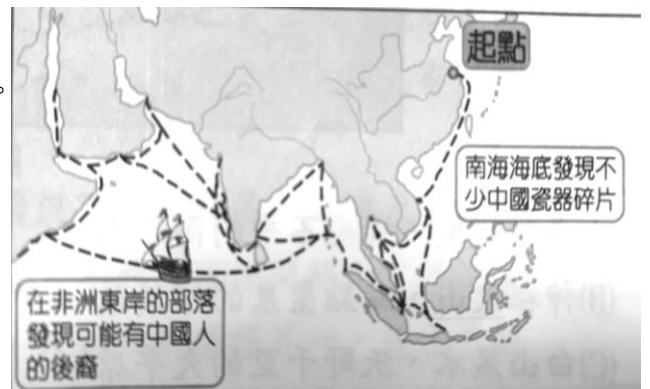 起點
南海海底發現不
少中國瓷器碎片
在非洲東岸的部落
發現可能有中國人
的後裔